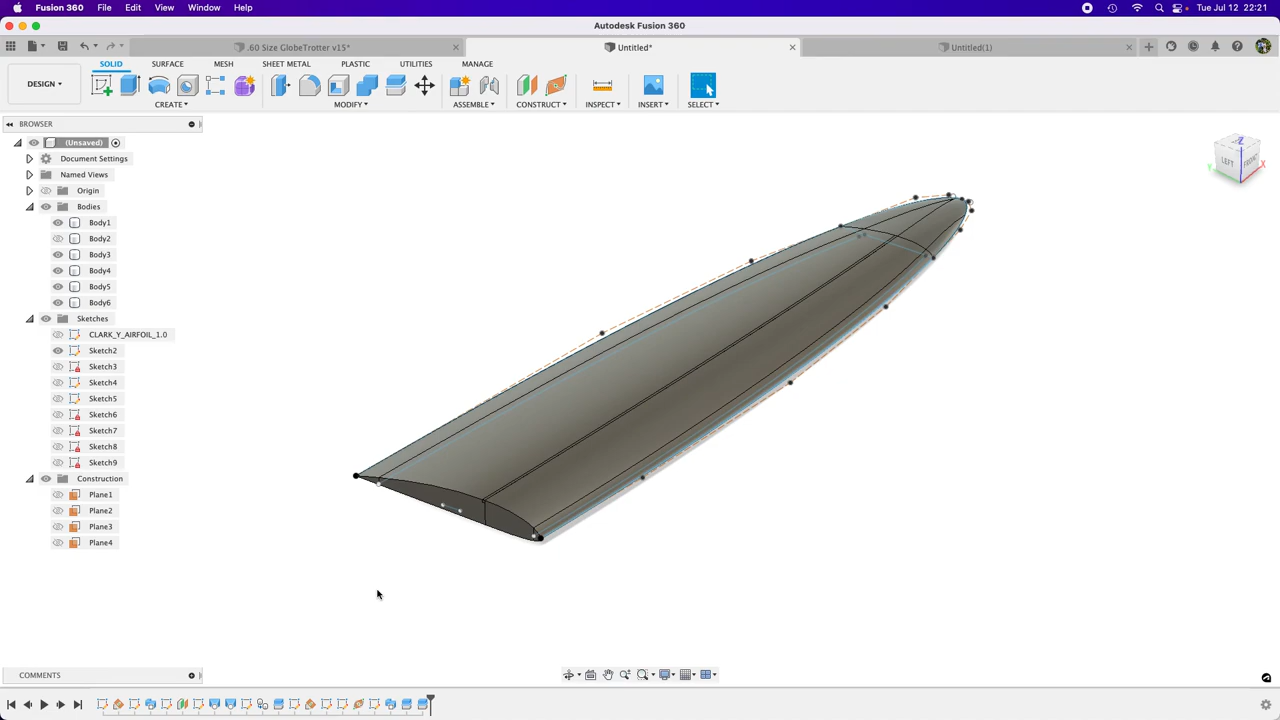 Fusion 360 File Edit View Window Help Tue Jul 12 22:21
Autodesk Fusion 360
.60 Size GlobeTrotter v15* Untitled* Untitled(1)
SOLID SURFACE MESH SHEET METAL PLASTIC UTILITIES MANAGE
DESIGN
CREATE MODIFY ASSEMBLE CONSTRUCT INSPECT INSERT SELECT
BROWSER
(Unsaved)
Document Settings
Named Views
Origin
Bodies
Body1
Body2
Body3
Body4
Body5
Body6
Sketches
CLARK_Y_AIRFOIL_1.0
Sketch2
Sketch3
Sketch4
Sketch5
Sketch6
Sketch7
Sketch8
Sketch9
Construction
Plane1
Plane2
Plane3
Plane4
Z
LEFT FRONT
X
Y
COMMENTS